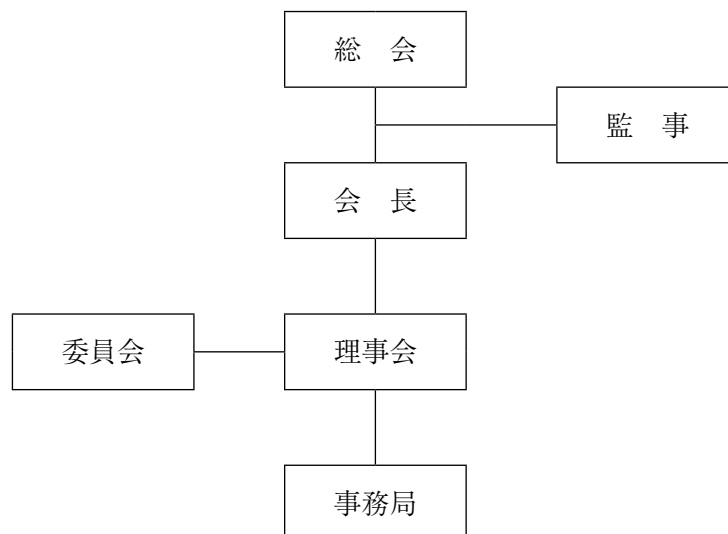 総　会
監　事
会　長
委員会
理事会
事務局